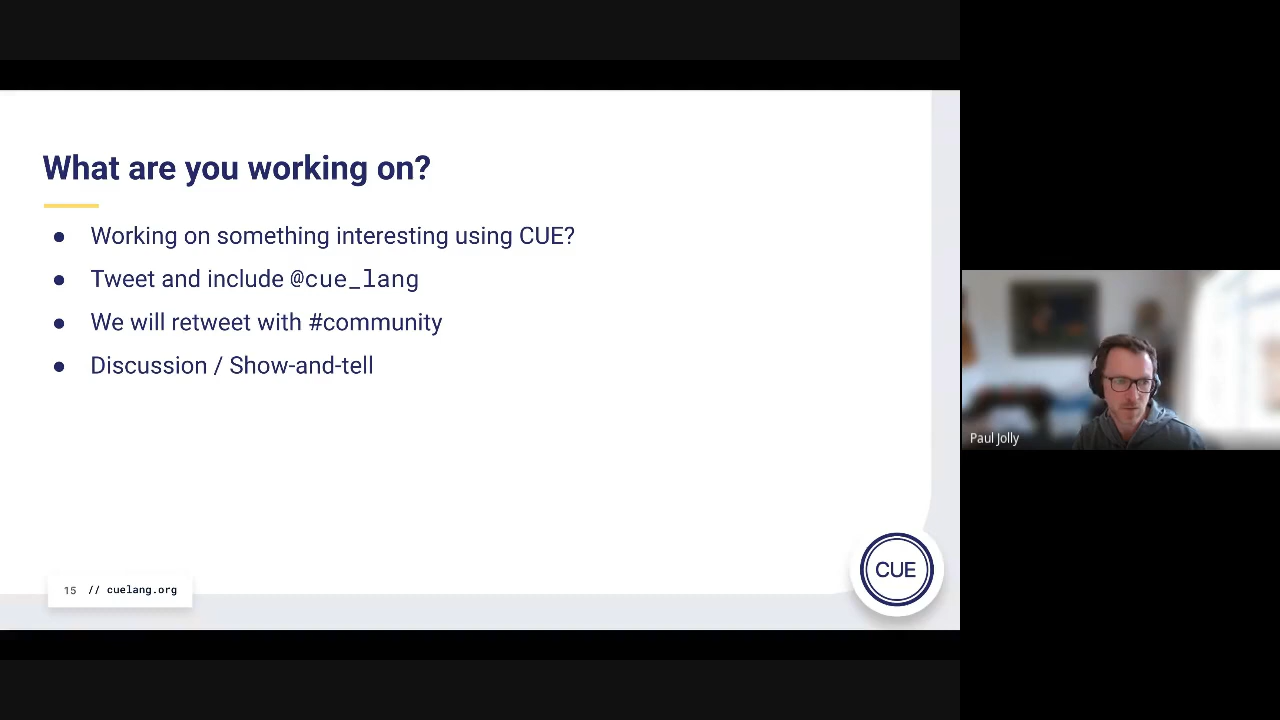 What are you working on?
● Working on something interesting using CUE?
● Tweet and include @cue_lang
● We will retweet with #community
● Discussion / Show-and-tell
15 // cuelang.org
CUE
Paul Jolly